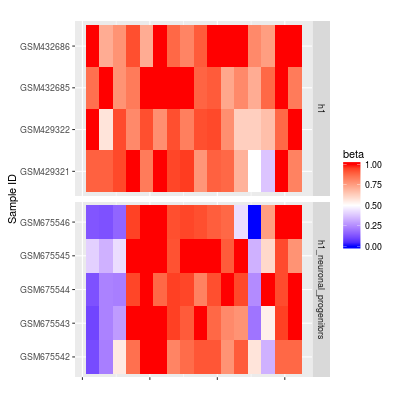 Sample ID
GSM432686
GSM432685
GSM429322
GSM429321
h1
GSM675546
GSM675545
GSM675544
GSM675543
GSM675542
h1_neuronal_progenitors
beta
1.00
0.75
0.50
0.25
0.00